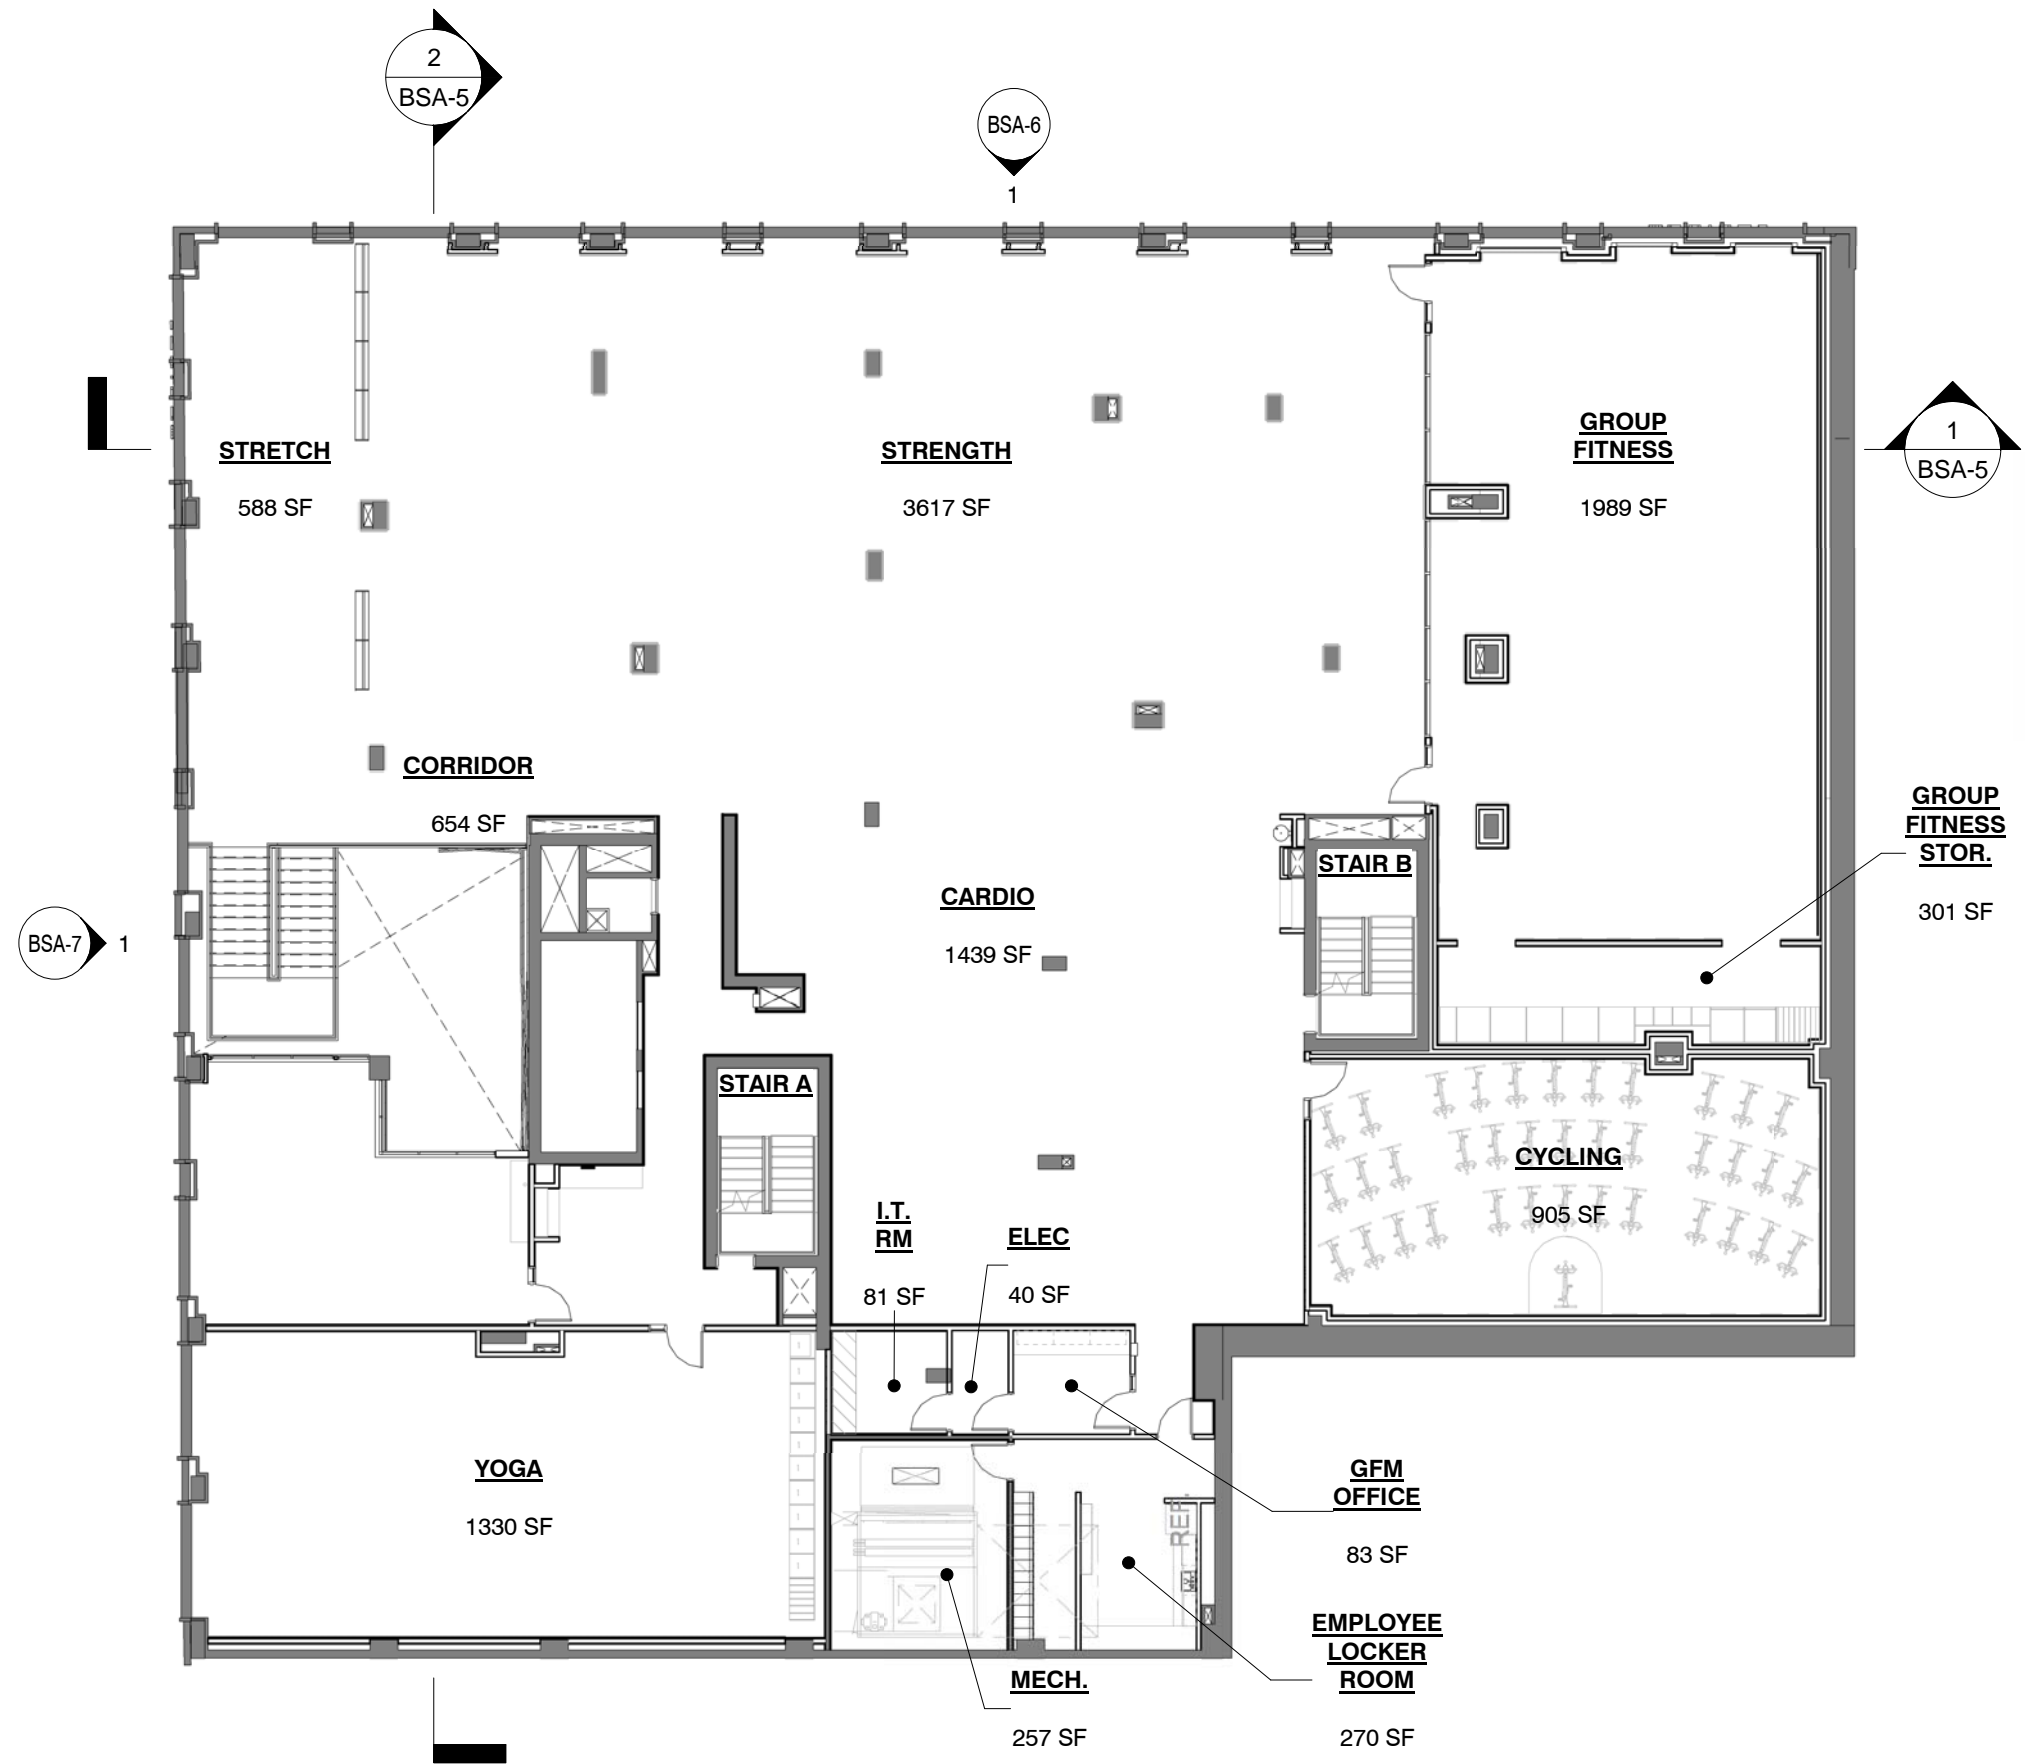 2
BSA-5
BSA-6
1
STRETCH
588 SF
STRENGTH
3617 SF
GROUP
FITNESS
1989 SF
1
BSA-5
CORRIDOR
654 SF
GROUP
FITNESS
STOR.
301 SF
STAIR B
CARDIO
1439 SF
BSA-7
1
STAIR A
CYCLING
905 SF
I.T.
RM
81 SF
ELEC
40 SF
YOGA
1330 SF
GFM
OFFICE
83 SF
REF
EMPLOYEE
LOCKER
ROOM
270 SF
MECH.
257 SF